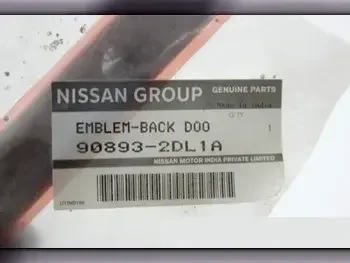 NISSAN GROUP GENUINE PARTS
Made in India
EMBLEM-BACK DOO Q'TY 1
90893-2DL1A
NISSAN MOTOR INDIA PRIVATE LIMITED